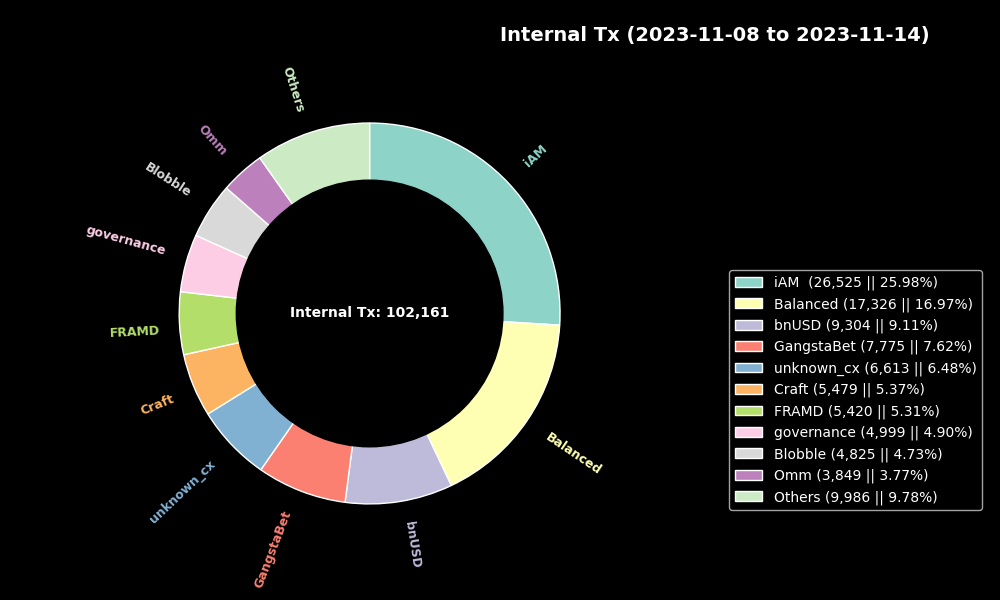 Internal Tx (2023-11-08 to 2023-11-14)
Others
iAM
Omm
Blobble
governance
FRAMD
Craft
unknown_cx
GangstaBet
bnUSD
Balanced
Internal Tx: 102,161
iAM  (26,525 || 25.98%)
Balanced (17,326 || 16.97%)
bnUSD (9,304 || 9.11%)
GangstaBet (7,775 || 7.62%)
unknown_cx (6,613 || 6.48%)
Craft (5,479 || 5.37%)
FRAMD (5,420 || 5.31%)
governance (4,999 || 4.90%)
Blobble (4,825 || 4.73%)
Omm (3,849 || 3.77%)
Others (9,986 || 9.78%)